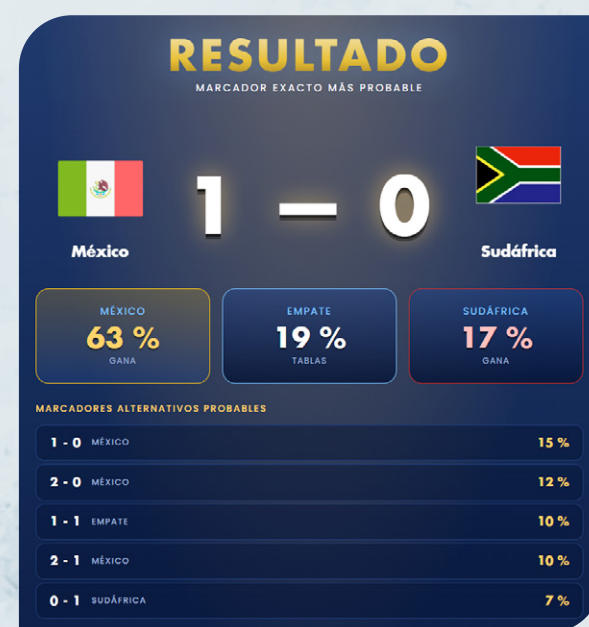 RESULTADO
MARCADOR EXACTO MÁS PROBABLE
1 — 0
México
Sudáfrica
MÉXICO
63 %
GANA
EMPATE
19 %
TABLAS
SUDÁFRICA
17 %
GANA
MARCADORES ALTERNATIVOS PROBABLES
1 - 0 MÉXICO 15 %
2 - 0 MÉXICO 12 %
1 - 1 EMPATE 10 %
2 - 1 MÉXICO 10 %
0 - 1 SUDÁFRICA 7 %